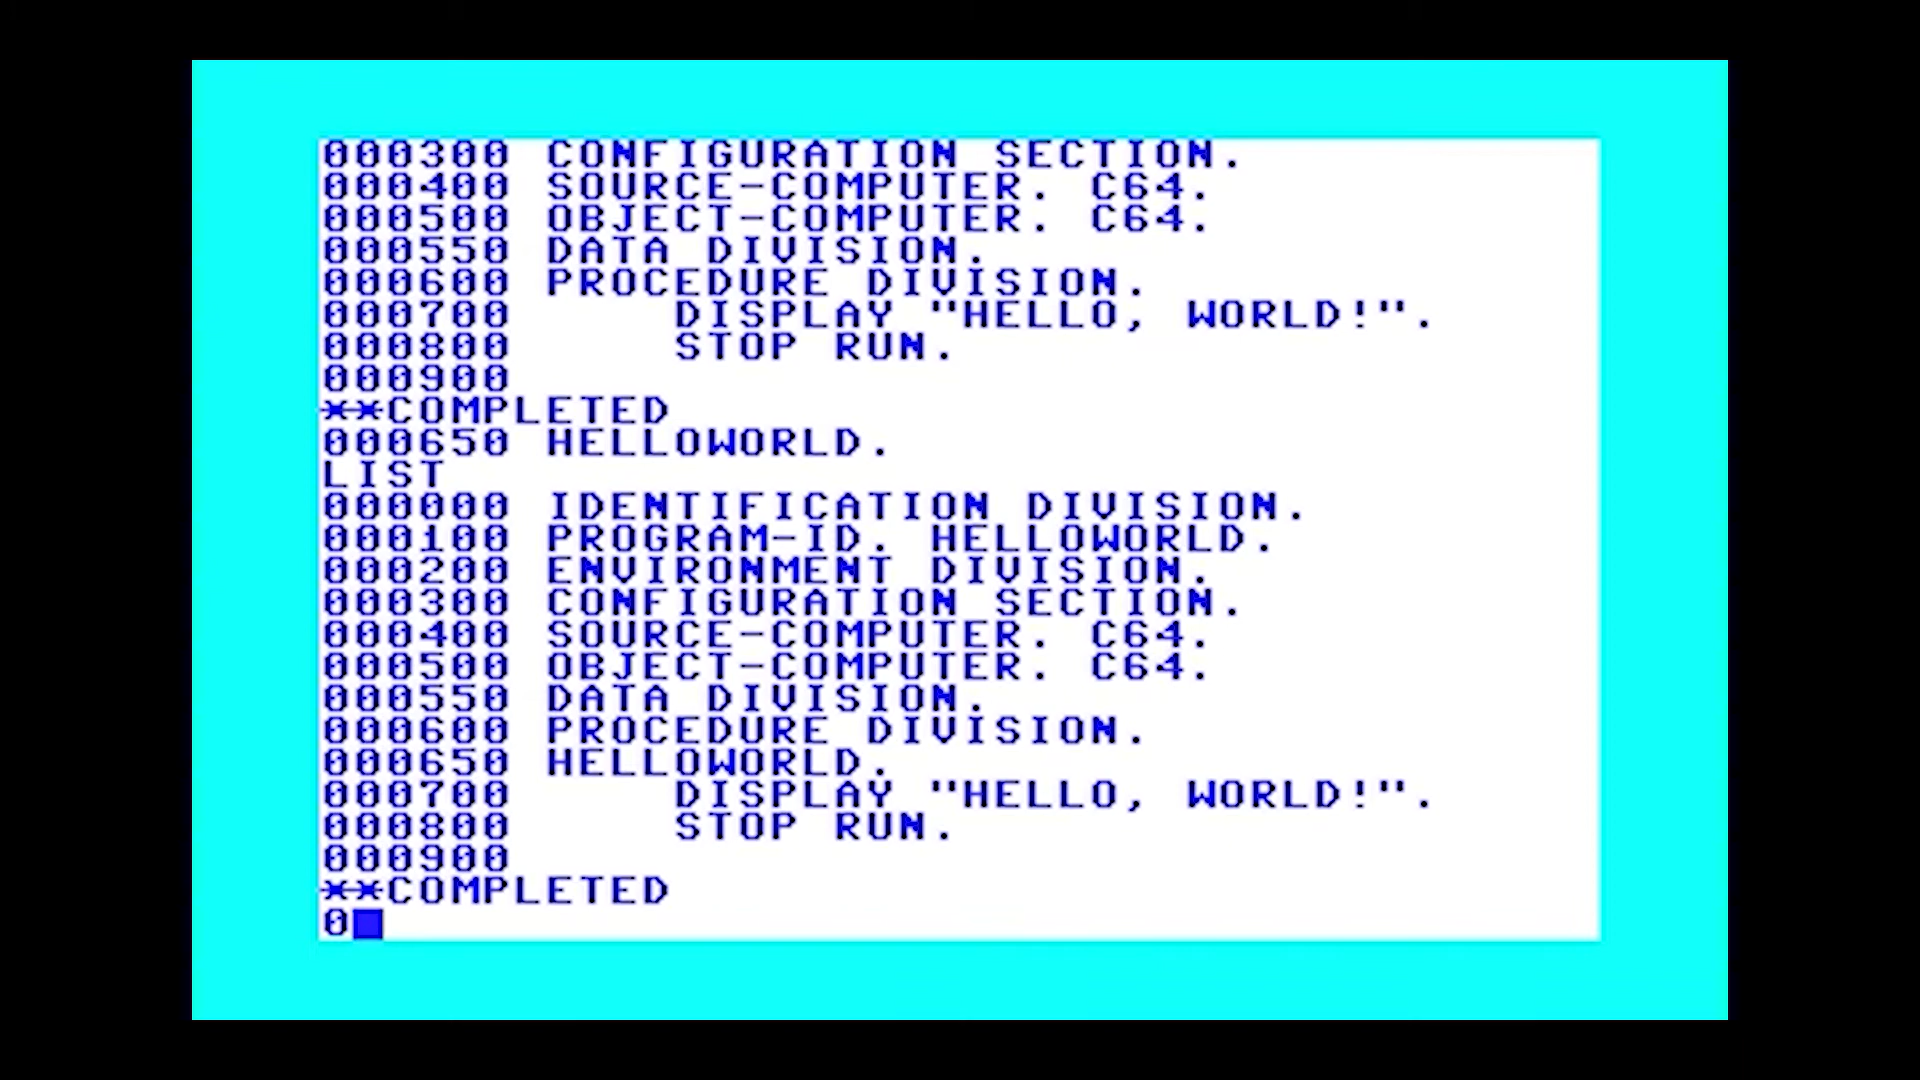 000300 CONFIGURATION SECTION.
000400 SOURCE-COMPUTER. C64.
000500 OBJECT-COMPUTER. C64.
000550 DATA DIVISION.
000600 PROCEDURE DIVISION.
000700     DISPLAY "HELLO, WORLD!".
000800     STOP RUN.
000900
**COMPLETED
000650 HELLOWORLD.
LIST
000000 IDENTIFICATION DIVISION.
000100 PROGRAM-ID. HELLOWORLD.
000200 ENVIRONMENT DIVISION.
000300 CONFIGURATION SECTION.
000400 SOURCE-COMPUTER. C64.
000500 OBJECT-COMPUTER. C64.
000550 DATA DIVISION.
000600 PROCEDURE DIVISION.
000650 HELLOWORLD.
000700     DISPLAY "HELLO, WORLD!".
000800     STOP RUN.
000900
**COMPLETED
0